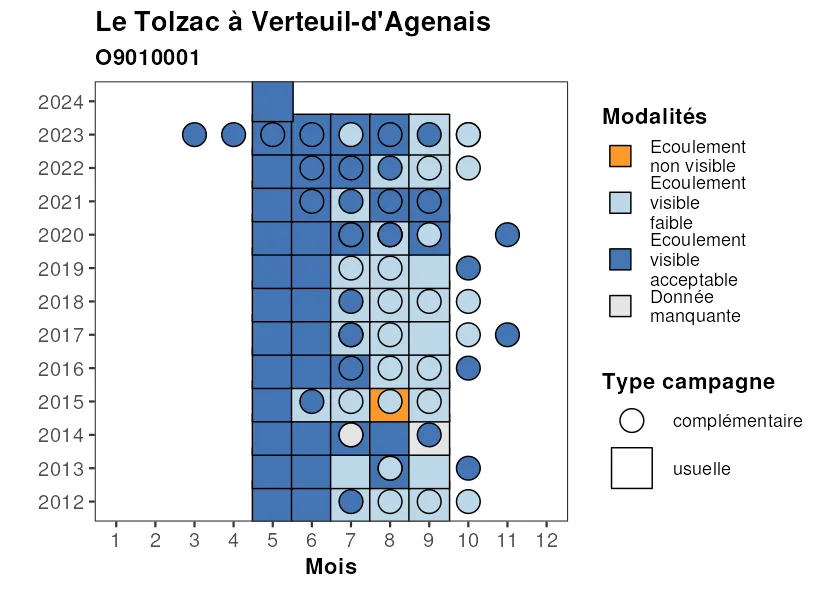 Le Tolzac à Verteuil-d'Agenais
O9010001
2024
2023
2022
2021
2020
2019
2018
2017
2016
2015
2014
2013
2012
1 2 3 4 5 6 7 8 9 10 11 12
Mois
Modalités
Ecoulement
non visible
Ecoulement
visible
faible
Ecoulement
visible
acceptable
Donnée
manquante
Type campagne
complémentaire
usuelle